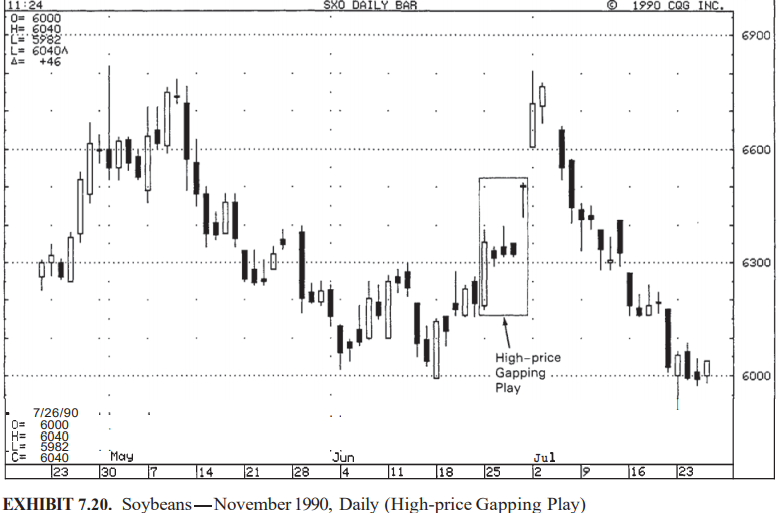 11:24 SXO DAILY BAR © 1990 CQG INC.
O= 6000
H= 6040
L= 5982
L= 6040^
Δ= +46
6900
6600
6300
6000
High-price
Gapping
Play
7/26/90
O= 6000
H= 6040
L= 5982
C= 6040
May Jun Jul
23 30 7 14 21 28 4 11 18 25 2 9 16 23
EXHIBIT 7.20. Soybeans—November 1990, Daily (High-price Gapping Play)